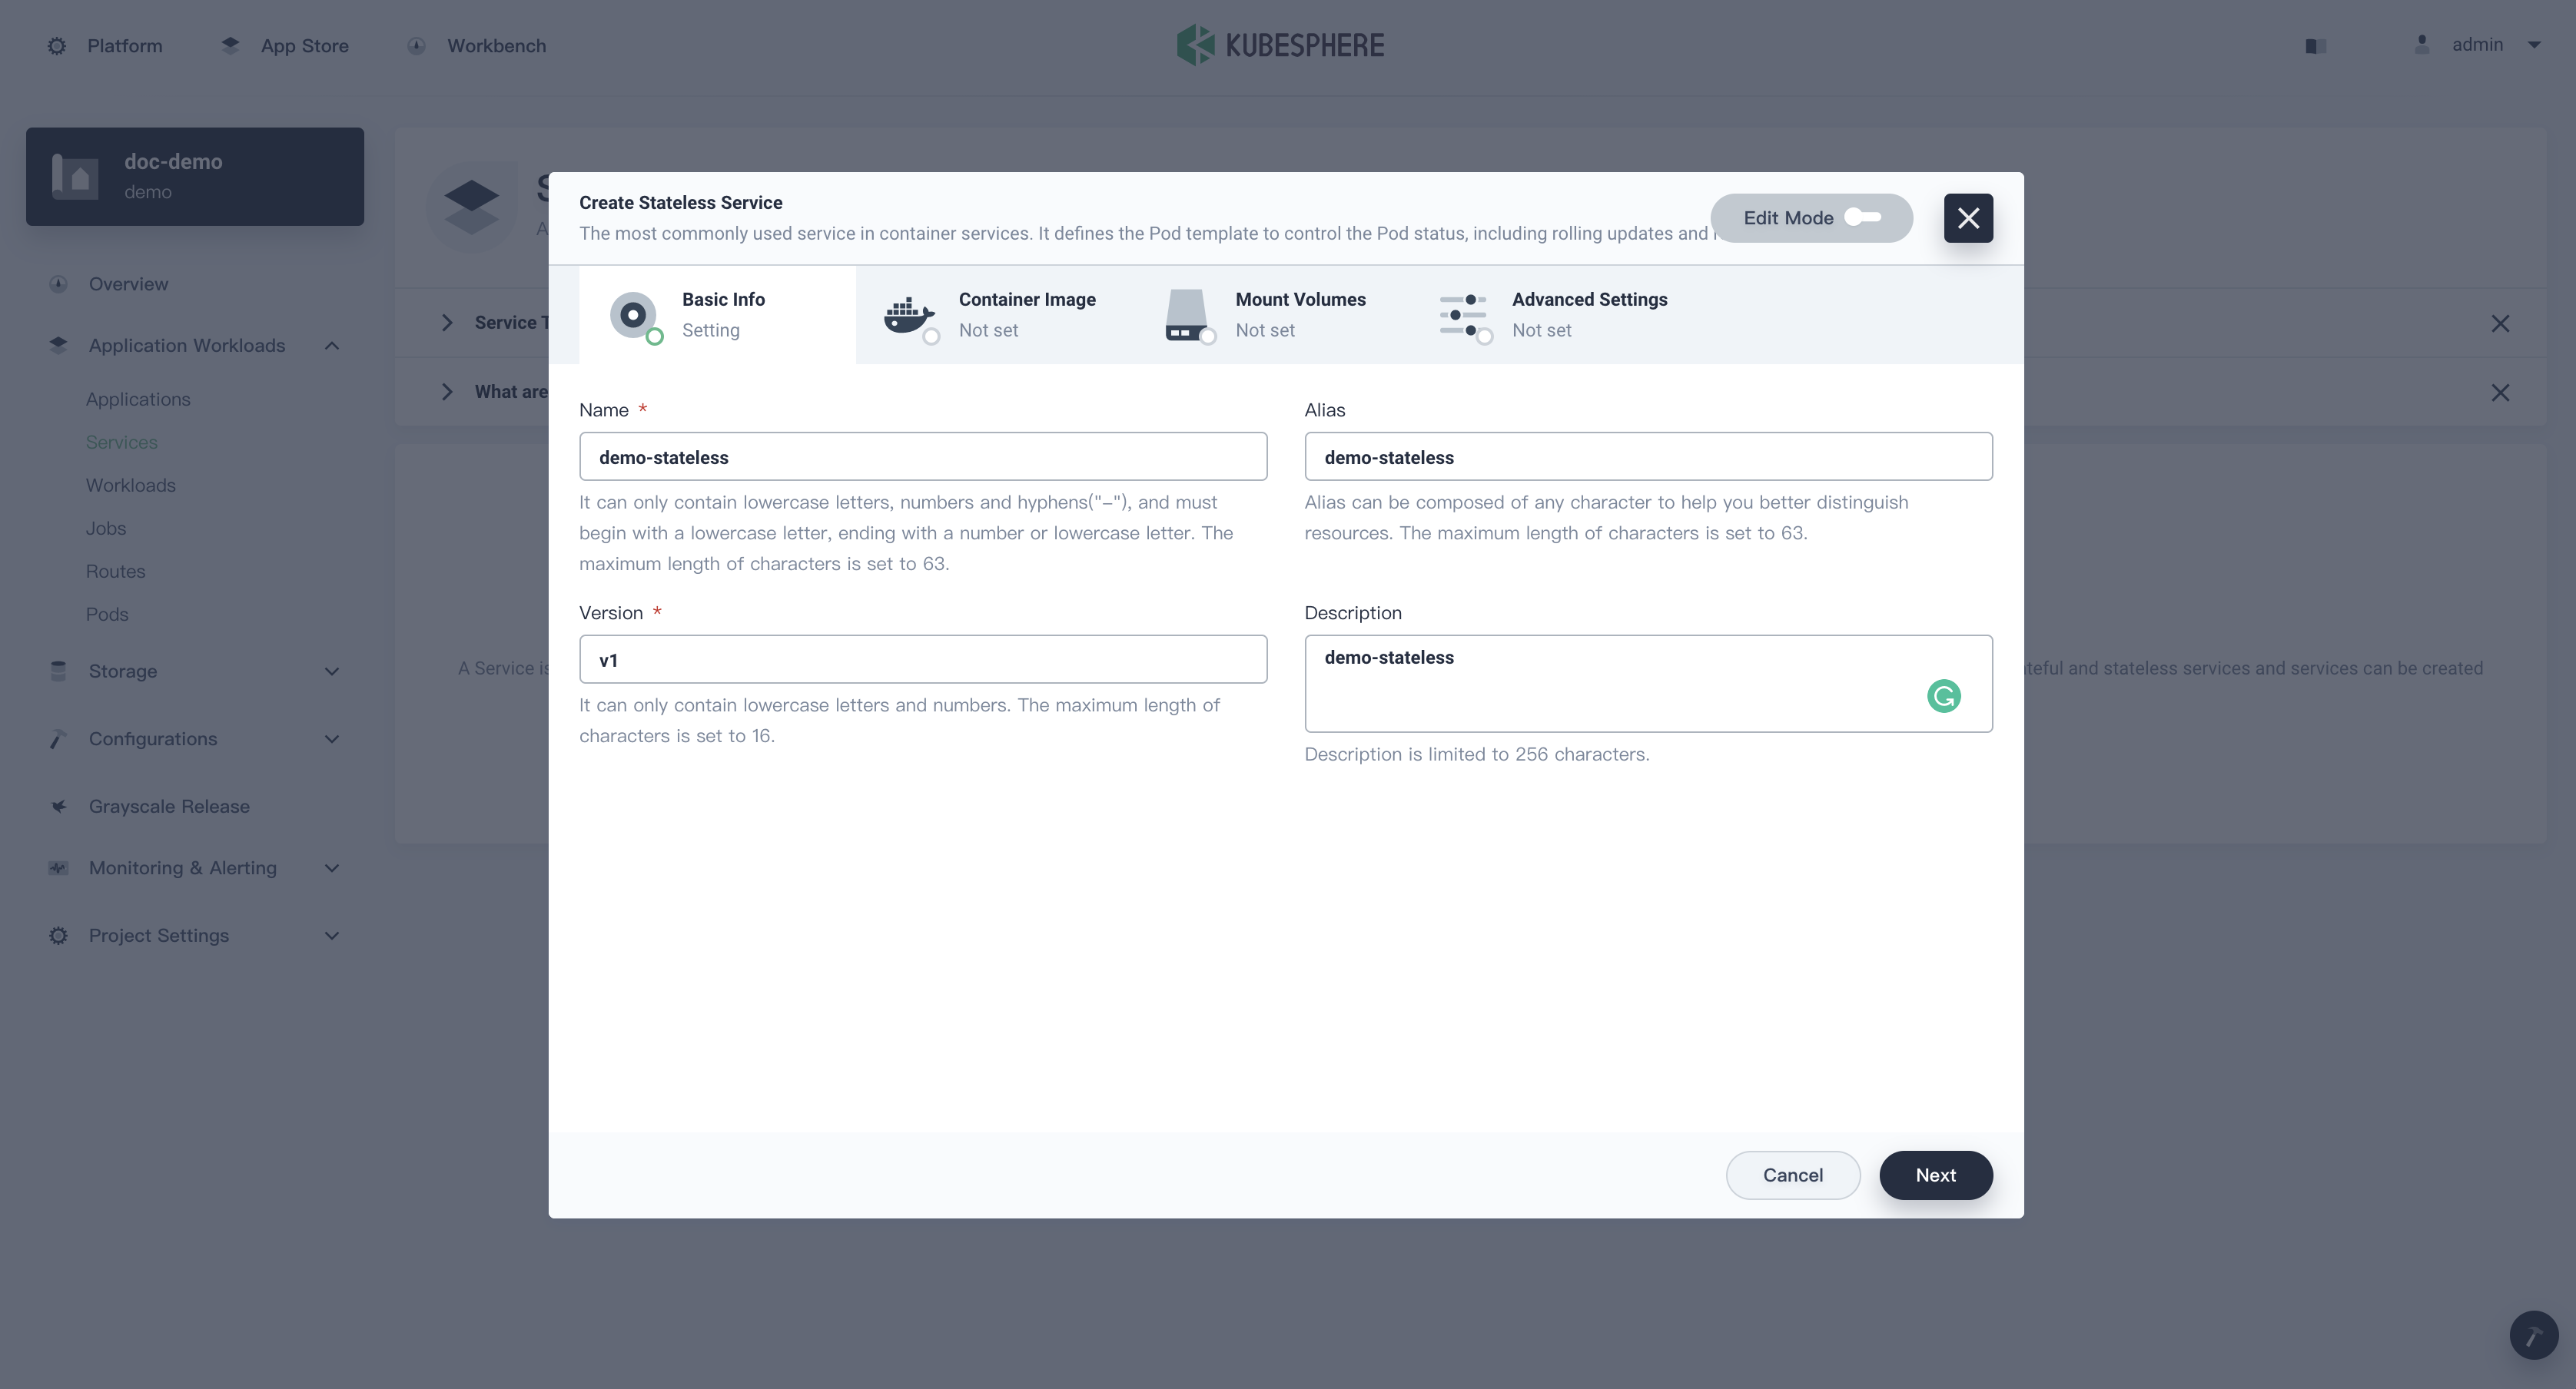 Platform
App Store
Workbench
KUBESPHERE
admin
doc-demo
demo
Overview
Application Workloads
Applications
Services
Workloads
Jobs
Routes
Pods
Storage
Configurations
Grayscale Release
Monitoring & Alerting
Project Settings
Service
What are
A Service is
teful and stateless services and services can be created
Create Stateless Service
The most commonly used service in container services. It defines the Pod template to control the Pod status, including rolling updates and
Edit Mode
Basic Info
Setting
Container Image
Not set
Mount Volumes
Not set
Advanced Settings
Not set
Name *
demo-stateless
It can only contain lowercase letters, numbers and hyphens("-"), and must
begin with a lowercase letter, ending with a number or lowercase letter. The
maximum length of characters is set to 63.
Alias
demo-stateless
Alias can be composed of any character to help you better distinguish
resources. The maximum length of characters is set to 63.
Version *
v1
It can only contain lowercase letters and numbers. The maximum length of
characters is set to 16.
Description
demo-stateless
Description is limited to 256 characters.
Cancel
Next